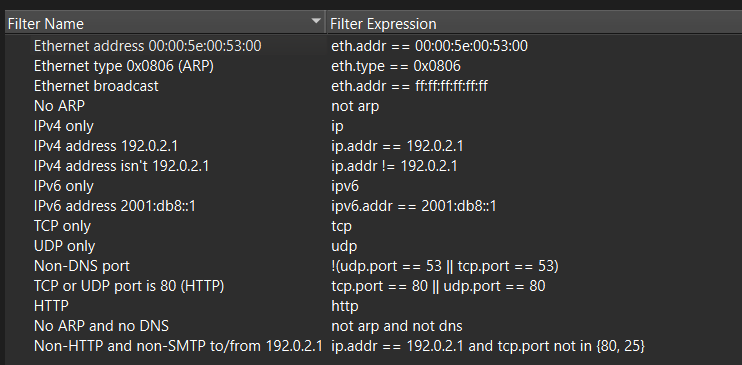 Filter Name Filter Expression
Ethernet address 00:00:5e:00:53:00 eth.addr == 00:00:5e:00:53:00
Ethernet type 0x0806 (ARP) eth.type == 0x0806
Ethernet broadcast eth.addr == ff:ff:ff:ff:ff:ff
No ARP not arp
IPv4 only ip
IPv4 address 192.0.2.1 ip.addr == 192.0.2.1
IPv4 address isn't 192.0.2.1 ip.addr != 192.0.2.1
IPv6 only ipv6
IPv6 address 2001:db8::1 ipv6.addr == 2001:db8::1
TCP only tcp
UDP only udp
Non-DNS port !(udp.port == 53 || tcp.port == 53)
TCP or UDP port is 80 (HTTP) tcp.port == 80 || udp.port == 80
HTTP http
No ARP and no DNS not arp and not dns
Non-HTTP and non-SMTP to/from 192.0.2.1 ip.addr == 192.0.2.1 and tcp.port not in {80, 25}